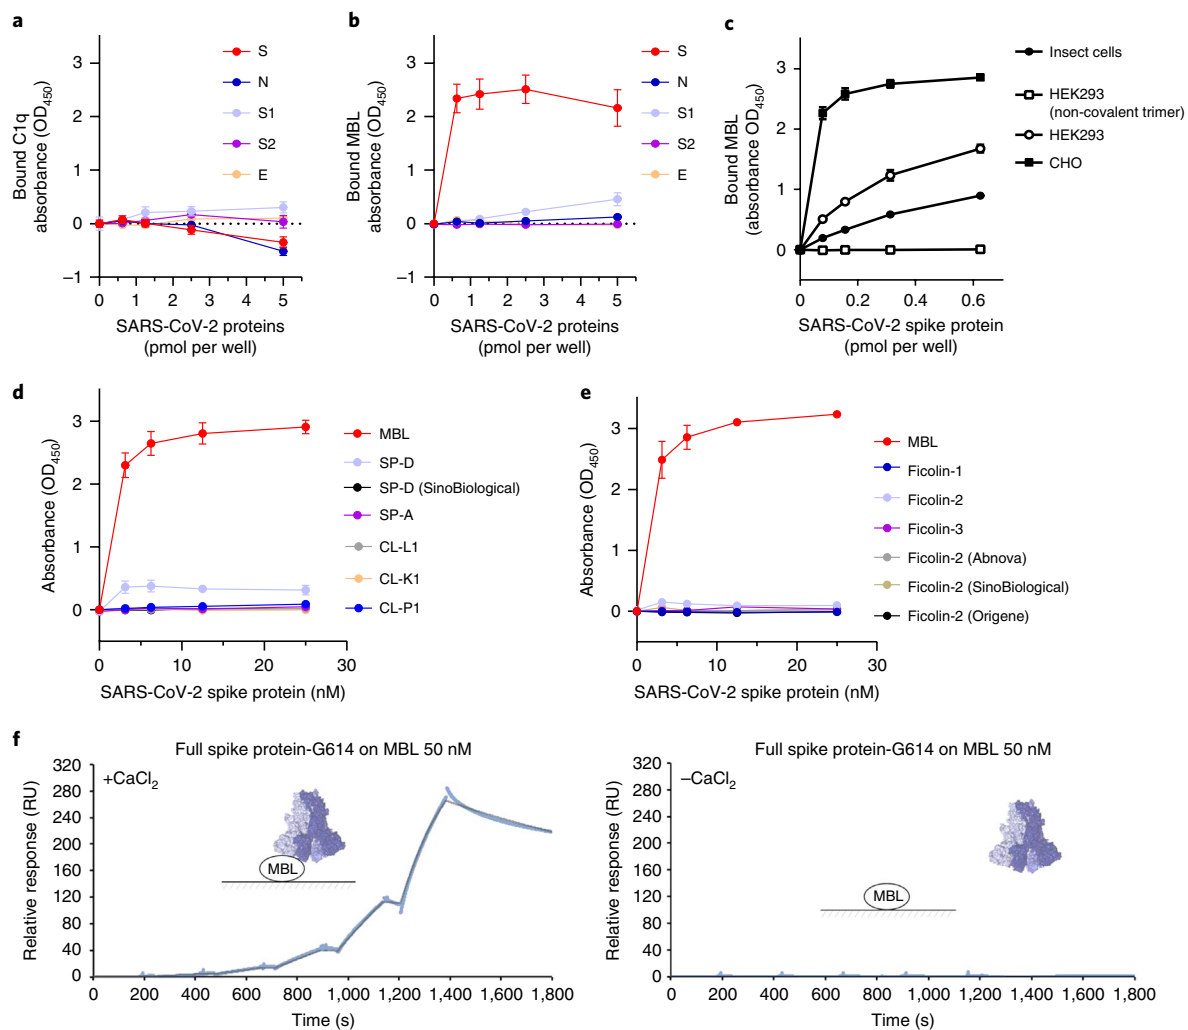 a
3
2
1
0
–1
Bound C1q
absorbance (OD450)
S
N
S1
S2
E
0 1 2 3 4 5
SARS-CoV-2 proteins
(pmol per well)
b
3
2
1
0
–1
Bound MBL
absorbance (OD450)
S
N
S1
S2
E
0 1 2 3 4 5
SARS-CoV-2 proteins
(pmol per well)
c
3
2
1
0
Bound MBL
(absorbance OD450)
Insect cells
HEK293
(non-covalent trimer)
HEK293
CHO
0 0.2 0.4 0.6
SARS-CoV-2 spike protein
(pmol per well)
d
3
2
1
0
Absorbance (OD450)
MBL
SP-D
SP-D (SinoBiological)
SP-A
CL-L1
CL-K1
CL-P1
0 10 20 30
SARS-CoV-2 spike protein (nM)
e
3
2
1
0
Absorbance (OD450)
MBL
Ficolin-1
Ficolin-2
Ficolin-3
Ficolin-2 (Abnova)
Ficolin-2 (SinoBiological)
Ficolin-2 (Origene)
0 10 20 30
SARS-CoV-2 spike protein (nM)
f
Full spike protein-G614 on MBL 50 nM
+CaCl2
320
280
240
200
160
120
80
40
0
Relative response (RU)
MBL
0 200 400 600 800 1,000 1,200 1,400 1,600 1,800
Time (s)
Full spike protein-G614 on MBL 50 nM
–CaCl2
320
280
240
200
160
120
80
40
0
Relative response (RU)
MBL
0 200 400 600 800 1,000 1,200 1,400 1,600 1,800
Time (s)